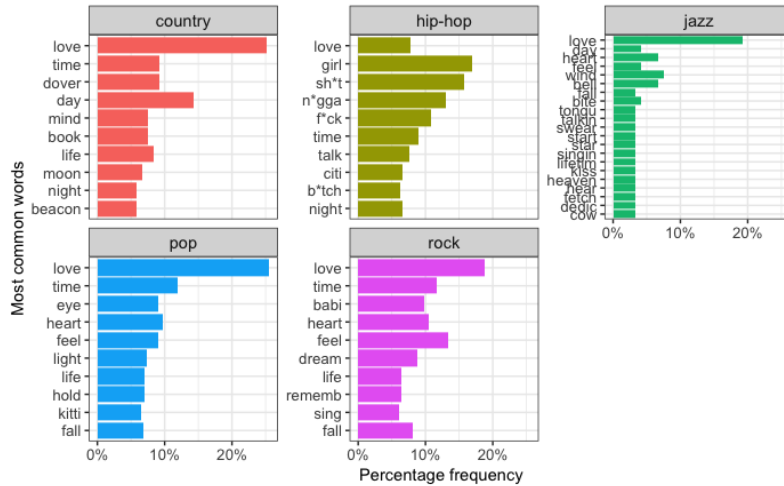 country
love
time
dover
day
mind
book
life
moon
night
beacon
hip-hop
love
girl
sh*t
n*gga
f*ck
time
talk
citi
b*tch
night
jazz
love
day
heart
feel
wind
bell
fall
bite
tongu
talkin
swear
start
star
singin
lifetim
kiss
heaven
hear
fetch
dedic
cow
0% 10% 20%
pop
love
time
eye
heart
feel
light
life
hold
kitti
fall
0% 10% 20%
rock
love
time
babi
heart
feel
dream
life
rememb
sing
fall
0% 10% 20%
Most common words
Percentage frequency